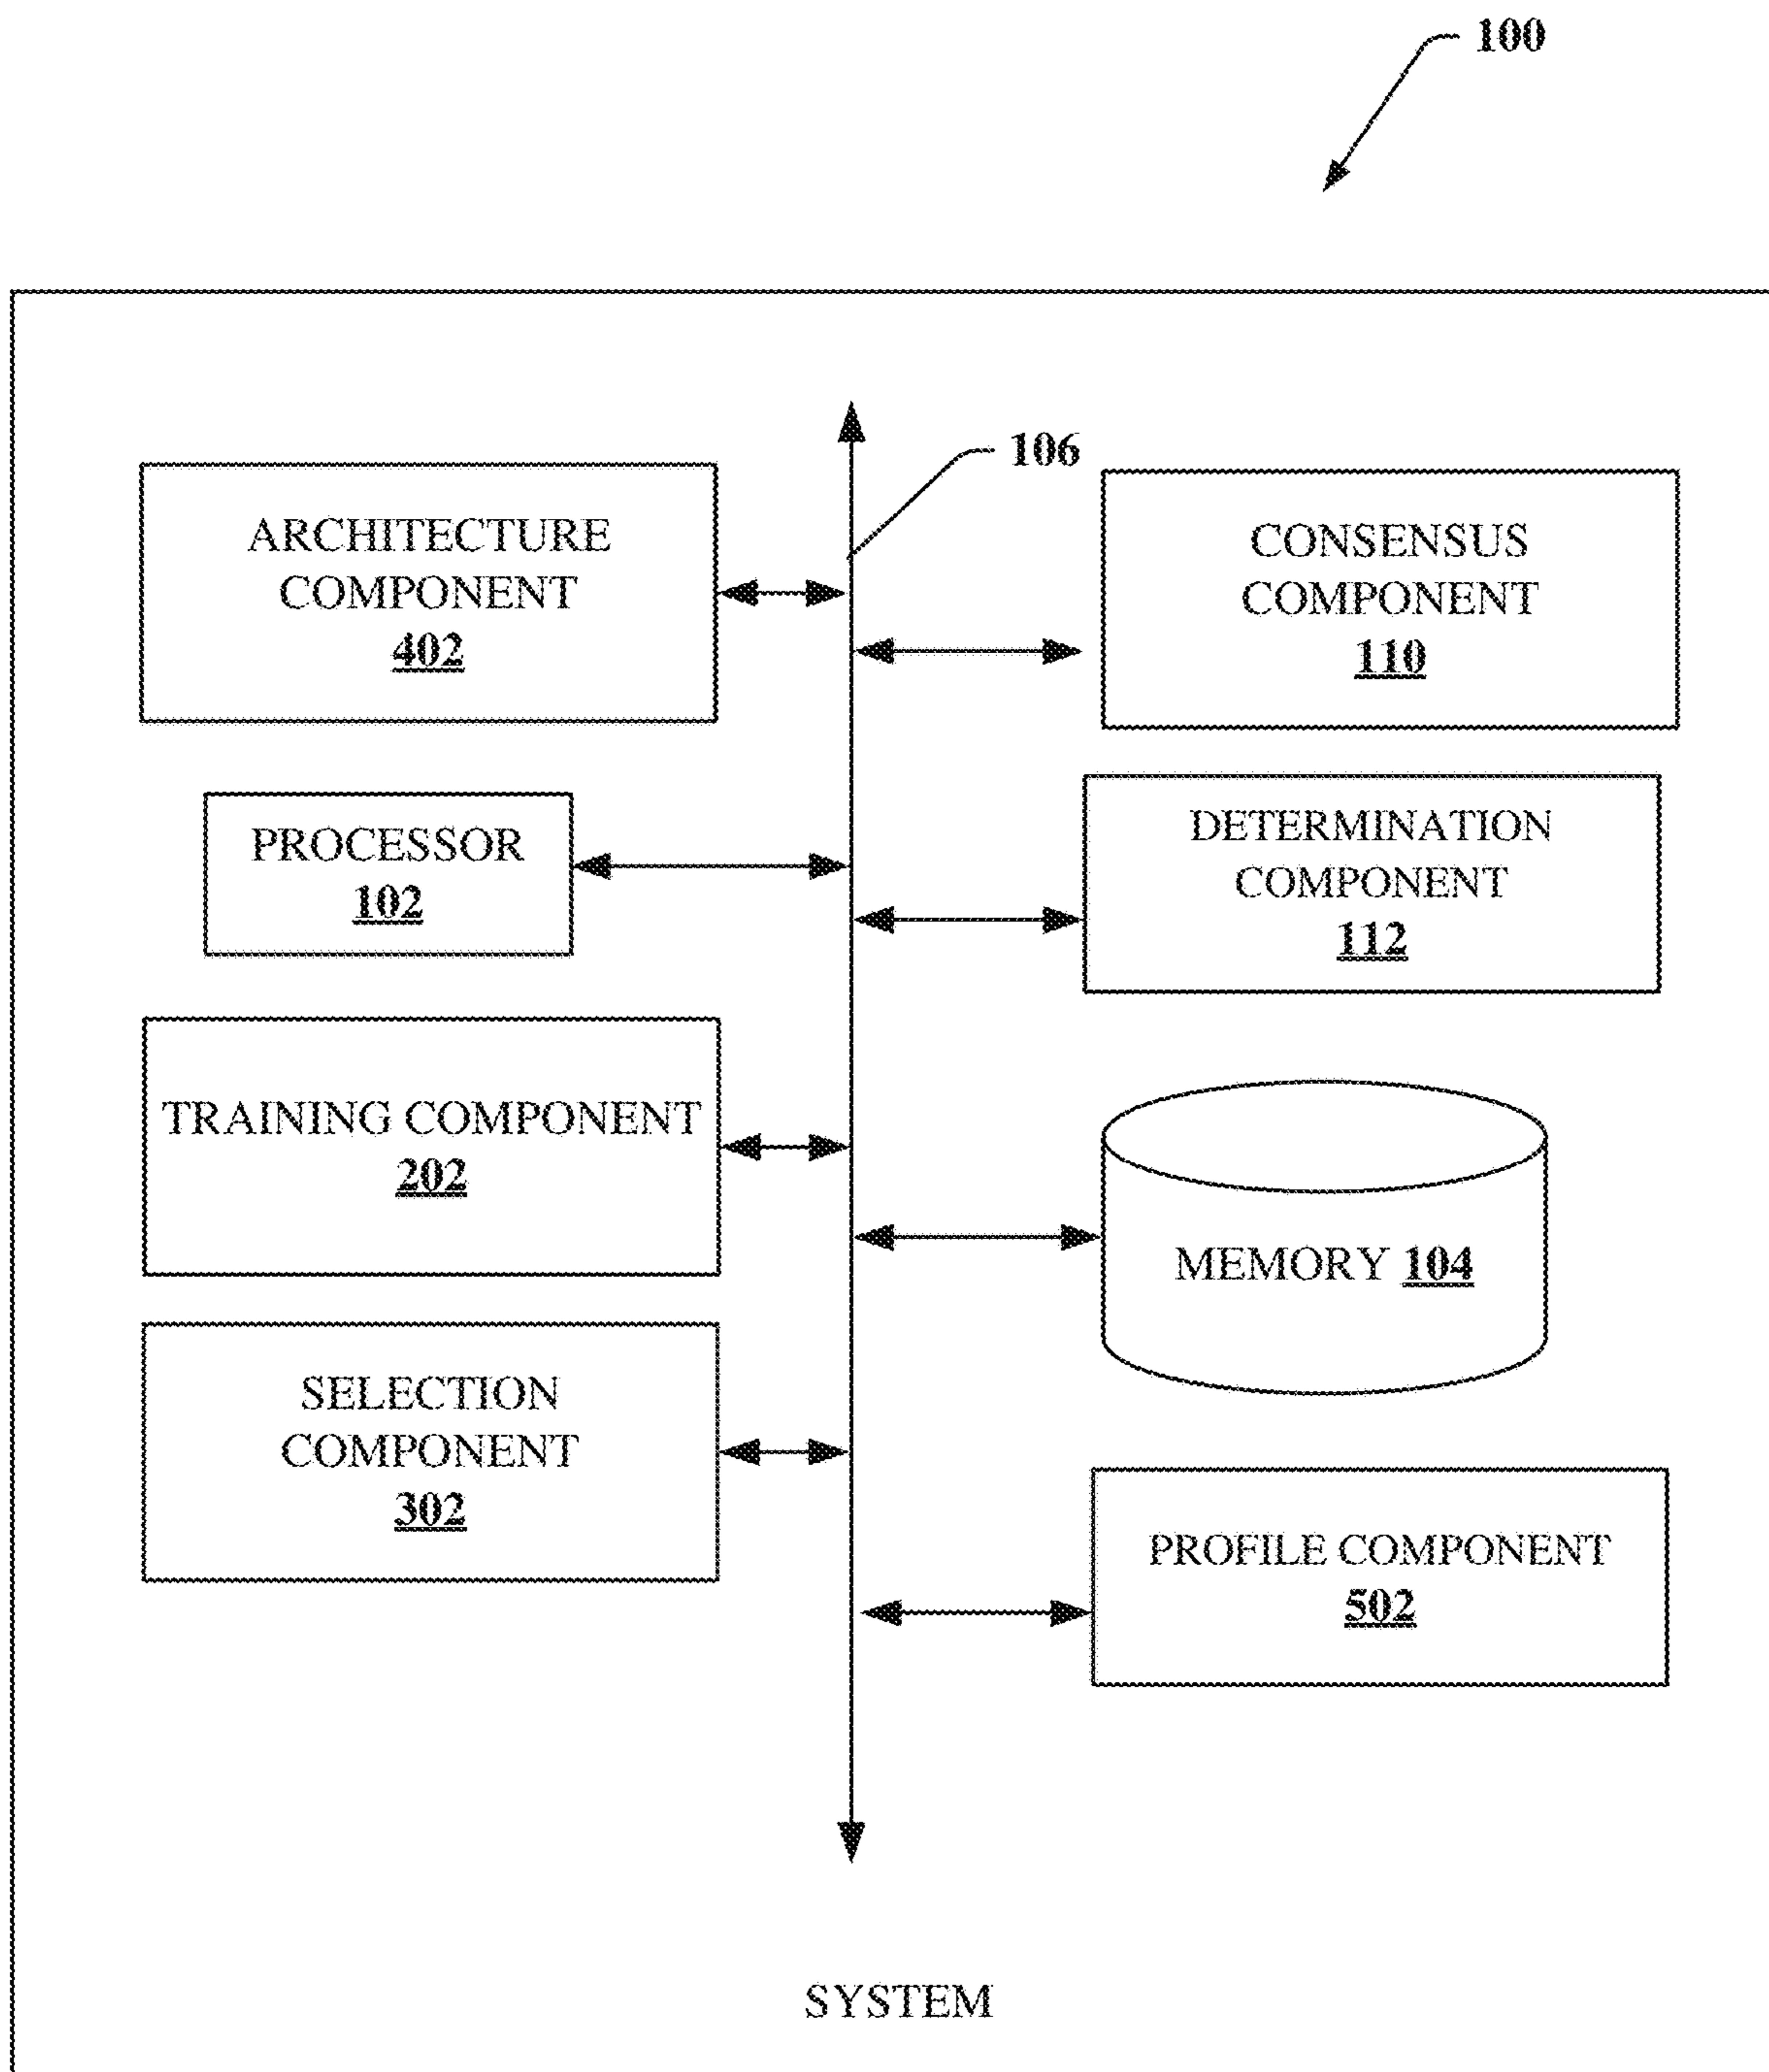 100
106
ARCHITECTURE
COMPONENT
402
CONSENSUS
COMPONENT
110
PROCESSOR
102
DETERMINATION
COMPONENT
112
TRAINING COMPONENT
202
MEMORY 104
SELECTION
COMPONENT
302
PROFILE COMPONENT
502
SYSTEM